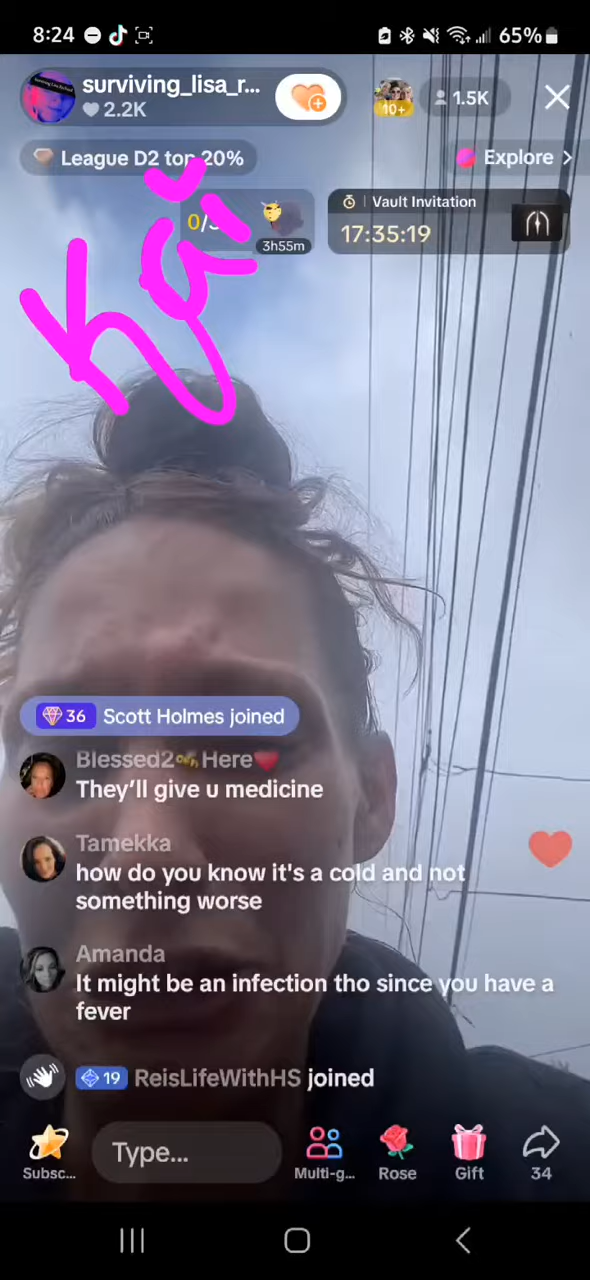 8:24 65%
surviving_lisa_r...
2.2K
10+
1.5K
League D2 top 20%
Explore >
0/
3h55m
Vault Invitation
17:35:19
36 Scott Holmes joined
Blessed2🐝Here❤️
They'll give u medicine
Tamekka
how do you know it's a cold and not
something worse
Amanda
It might be an infection tho since you have a
fever
19 ReisLifeWithHS joined
Subsc...
Type...
Multi-g...
Rose
Gift
34